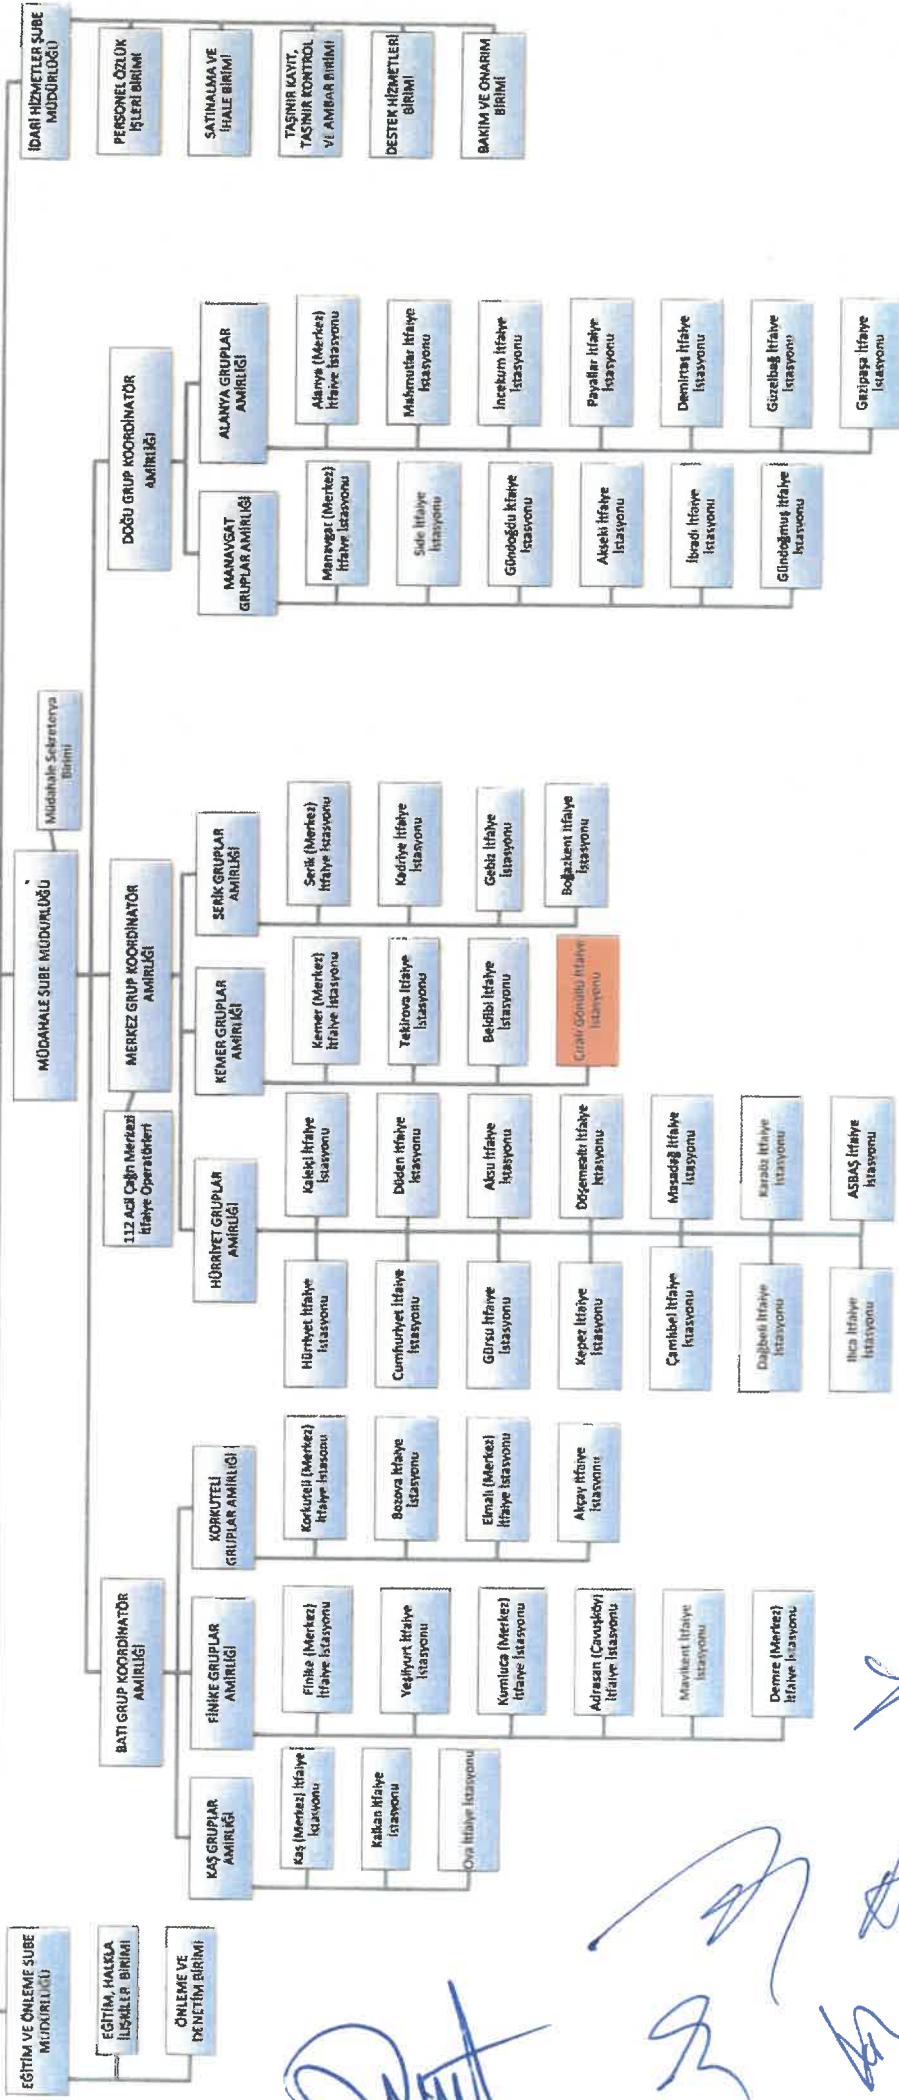 EĞİTİM VE ÖNLEME ŞUBE
MÜDÜRLÜĞÜ
EĞİTİM, HALKLA
İLİŞKİLER BİRİMİ
ÖNLEME VE
DENETİM BİRİMİ
MÜDAHALE ŞUBE MÜDÜRLÜĞÜ
Müdahale Sekreterya
Birimi
BATI GRUP KOORDİNATÖR
AMİRLİĞİ
KAŞ GRUPLAR
AMİRLİĞİ
Kaş (Merkez) İtfaiye
İstasyonu
Kalkan İtfaiye
İstasyonu
Ova İtfaiye İstasyonu
FİNİKE GRUPLAR
AMİRLİĞİ
Finike (Merkez)
İtfaiye İstasyonu
Yeşilyurt İtfaiye
İstasyonu
Kumluca (Merkez)
İtfaiye İstasyonu
Adrasan (Çavuşköy)
İtfaiye İstasyonu
Mavikent İtfaiye
İstasyonu
Demre (Merkez)
İtfaiye İstasyonu
KORKUTELİ
GRUPLAR AMİRLİĞİ
Korkuteli (Merkez)
İtfaiye İstasonu
Bozova İtfaiye
İstasyonu
Elmalı (Merkez)
İtfaiye İstasyonu
Akçay İtfaiye
İstasyonu
MERKEZ GRUP KOORDİNATÖR
AMİRLİĞİ
112 Acil Çağrı Merkezi
İtfaiye Operatörleri
HÜRRİYET GRUPLAR
AMİRLİĞİ
Hürriyet İtfaiye
İstasyonu
Kaleiçi İtfaiye
İstasyonu
Cumhuriyet İtfaiye
İstasyonu
Düden İtfaiye
İstasyonu
Gürsu İtfaiye
İstasyonu
Aksu İtfaiye
İstasyonu
Kepez İtfaiye
İstasyonu
Döşemealtı İtfaiye
İstasyonu
Çamlıbel İtfaiye
İstasyonu
Masadağ İtfaiye
İstasyonu
Dağbeli İtfaiye
İstasyonu
Karaöz İtfaiye
İstasyonu
Ilıca İtfaiye
İstasyonu
ASBAŞ İtfaiye
İstasyonu
KEMER GRUPLAR
AMİRLİĞİ
Kemer (Merkez)
İtfaiye İstasyonu
Tekirova İtfaiye
İstasyonu
Beldibi İtfaiye
İstasyonu
Çıralı Gönüllü İtfaiye
İstasyonu
SERİK GRUPLAR
AMİRLİĞİ
Serik (Merkez)
İtfaiye İstasyonu
Kadriye İtfaiye
İstasyonu
Gebiz İtfaiye
İstasyonu
Boğazkent İtfaiye
İstasyonu
DOĞU GRUP KOORDİNATÖR
AMİRLİĞİ
MANAVGAT
GRUPLAR AMİRLİĞİ
Manavgat (Merkez)
İtfaiye İstasyonu
Side İtfaiye
İstasyonu
Gündoğdu İtfaiye
İstasyonu
Akseki İtfaiye
İstasyonu
İbradı İtfaiye
İstasyonu
Gündoğmuş İtfaiye
İstasyonu
ALANYA GRUPLAR
AMİRLİĞİ
Alanya (Merkez)
İtfaiye İstasyonu
Mahmutlar İtfaiye
İstasyonu
İncekum İtfaiye
İstasyonu
Payallar İtfaiye
İstasyonu
Demirtaş İtfaiye
İstasyonu
Güzelbağ İtfaiye
İstasyonu
Gazipaşa İtfaiye
İstasyonu
İDARİ HİZMETLER ŞUBE
MÜDÜRLÜĞÜ
PERSONEL ÖZLÜK
İŞLERİ BİRİMİ
SATINALMA VE
İHALE BİRİMİ
TAŞINIR KAYIT,
TAŞINIR KONTROL
VE AMBAR BİRİMİ
DESTEK HİZMETLERİ
BİRİMİ
BAKIM VE ONARIM
BİRİMİ